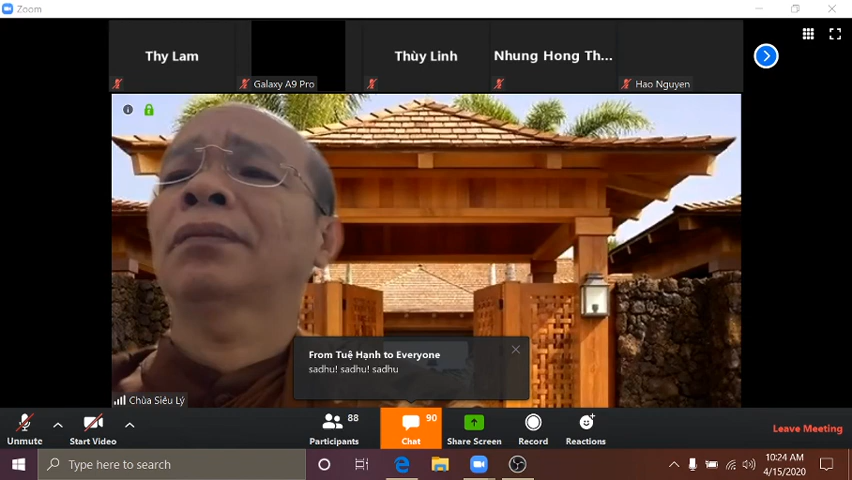 Zoom
Thy Lam
Galaxy A9 Pro
Thùy Linh
Nhung Hong Th...
Hao Nguyen
From Tuệ Hạnh to Everyone
sadhu! sadhu! sadhu
Chùa Siêu Lý
Unmute
Start Video
88
Participants
90
Chat
Share Screen
Record
Reactions
Leave Meeting
Type here to search
10:24 AM
4/15/2020